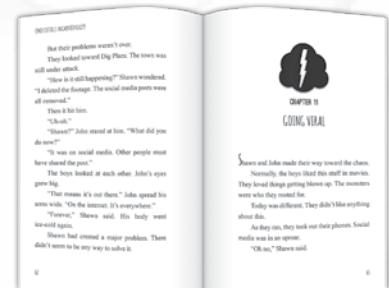 But their problems weren't over.
They looked toward Dig Place. The town was
still under attack.
"How is it still happening?" Shawn wondered.
"I deleted the footage. The social media posts were
all removed."
Then it hit him.
"Uh-oh."
"Shawn?" John stared at him. "What did you
do now?"
"It was on social media. Other people must
have shared the post."
The boys looked at each other. John's eyes
grew big.
"That means it's out there." John spread his
arms wide. "On the internet. It's everywhere."
"Forever," Shawn said. His body went
ice-cold again.
Shawn had created a major problem. There
didn't seem to be any way to solve it.
CHAPTER 11
GOING VIRAL
Shawn and John made their way toward the chaos.
Normally, the boys liked this stuff in movies.
They loved things getting blown up. The monsters
were who they rooted for.
Today was different. They didn't like anything
about this.
As they ran, they took out their phones. Social
media was in an uproar.
"Oh no," Shawn said.